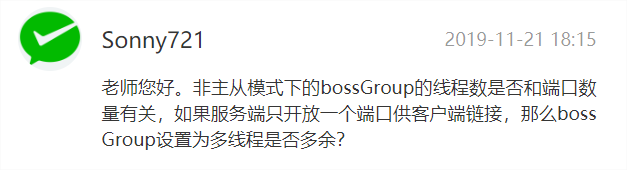 Sonny721
2019-11-21 18:15
老师您好。非主从模式下的bossGroup的线程数是否和端口数
量有关，如果服务端只开放一个端口供客户端链接，那么boss
Group设置为多线程是否多余？